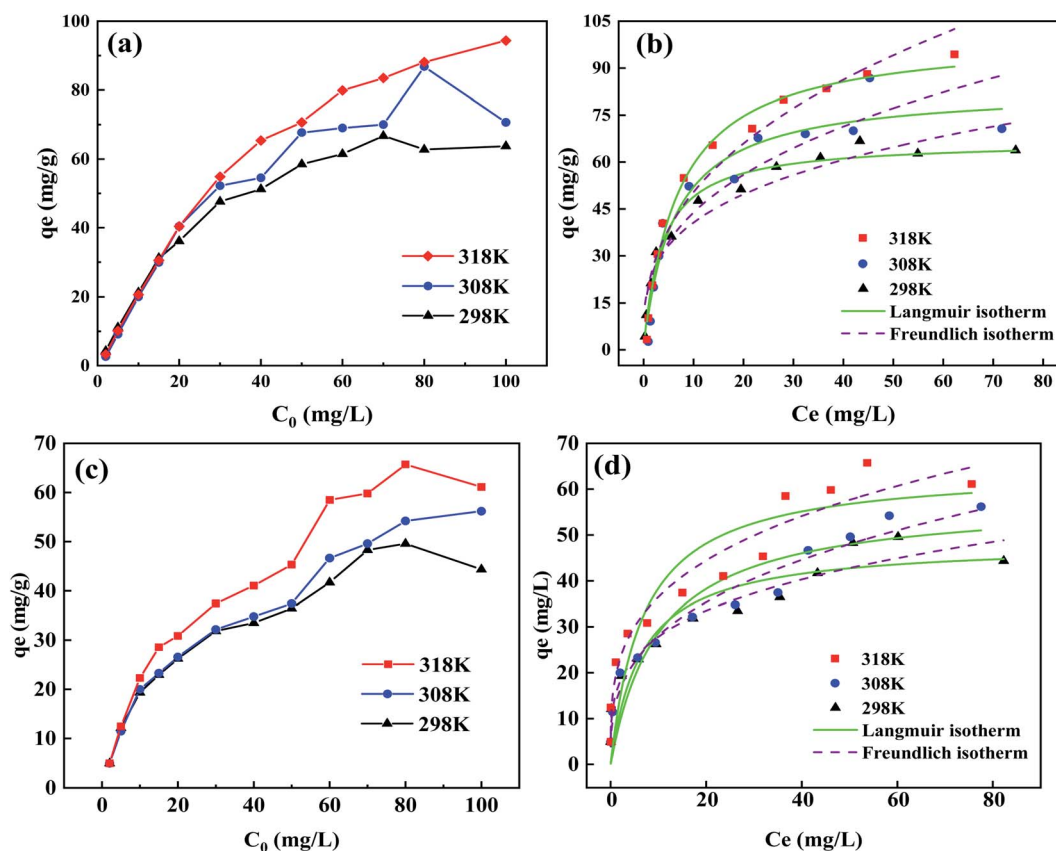 (a)
100
80
60
40
20
0
qe (mg/g)
318K
308K
298K
0 20 40 60 80 100
C₀ (mg/L)
(b)
105
90
75
60
45
30
15
0
qe (mg/g)
318K
308K
298K
Langmuir isotherm
Freundlich isotherm
0 10 20 30 40 50 60 70 80
Ce (mg/L)
(c)
70
60
50
40
30
20
10
0
qe (mg/g)
318K
308K
298K
0 20 40 60 80 100
C₀ (mg/L)
(d)
70
60
50
40
30
20
10
0
qe (mg/L)
318K
308K
298K
Langmuir isotherm
Freundlich isotherm
0 20 40 60 80
Ce (mg/L)